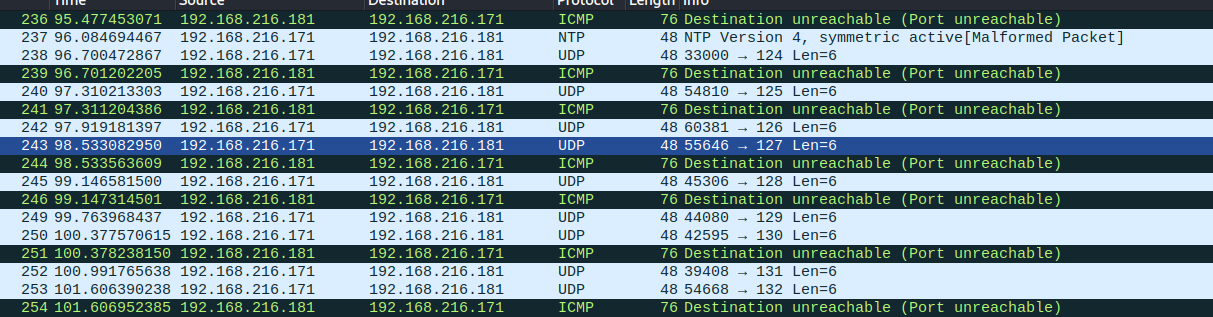 Time Source Destination Protocol Length Info
236 95.477453071 192.168.216.181 192.168.216.171 ICMP 76 Destination unreachable (Port unreachable)
237 96.084694467 192.168.216.171 192.168.216.181 NTP 48 NTP Version 4, symmetric active[Malformed Packet]
238 96.700472867 192.168.216.171 192.168.216.181 UDP 48 33000 → 124 Len=6
239 96.701202205 192.168.216.181 192.168.216.171 ICMP 76 Destination unreachable (Port unreachable)
240 97.310213303 192.168.216.171 192.168.216.181 UDP 48 54810 → 125 Len=6
241 97.311204386 192.168.216.181 192.168.216.171 ICMP 76 Destination unreachable (Port unreachable)
242 97.919181397 192.168.216.171 192.168.216.181 UDP 48 60381 → 126 Len=6
243 98.533082950 192.168.216.171 192.168.216.181 UDP 48 55646 → 127 Len=6
244 98.533563609 192.168.216.181 192.168.216.171 ICMP 76 Destination unreachable (Port unreachable)
245 99.146581500 192.168.216.171 192.168.216.181 UDP 48 45306 → 128 Len=6
246 99.147314501 192.168.216.181 192.168.216.171 ICMP 76 Destination unreachable (Port unreachable)
249 99.763968437 192.168.216.171 192.168.216.181 UDP 48 44080 → 129 Len=6
250 100.377570615 192.168.216.171 192.168.216.181 UDP 48 42595 → 130 Len=6
251 100.378238150 192.168.216.181 192.168.216.171 ICMP 76 Destination unreachable (Port unreachable)
252 100.991765638 192.168.216.171 192.168.216.181 UDP 48 39408 → 131 Len=6
253 101.606390238 192.168.216.171 192.168.216.181 UDP 48 54668 → 132 Len=6
254 101.606952385 192.168.216.181 192.168.216.171 ICMP 76 Destination unreachable (Port unreachable)